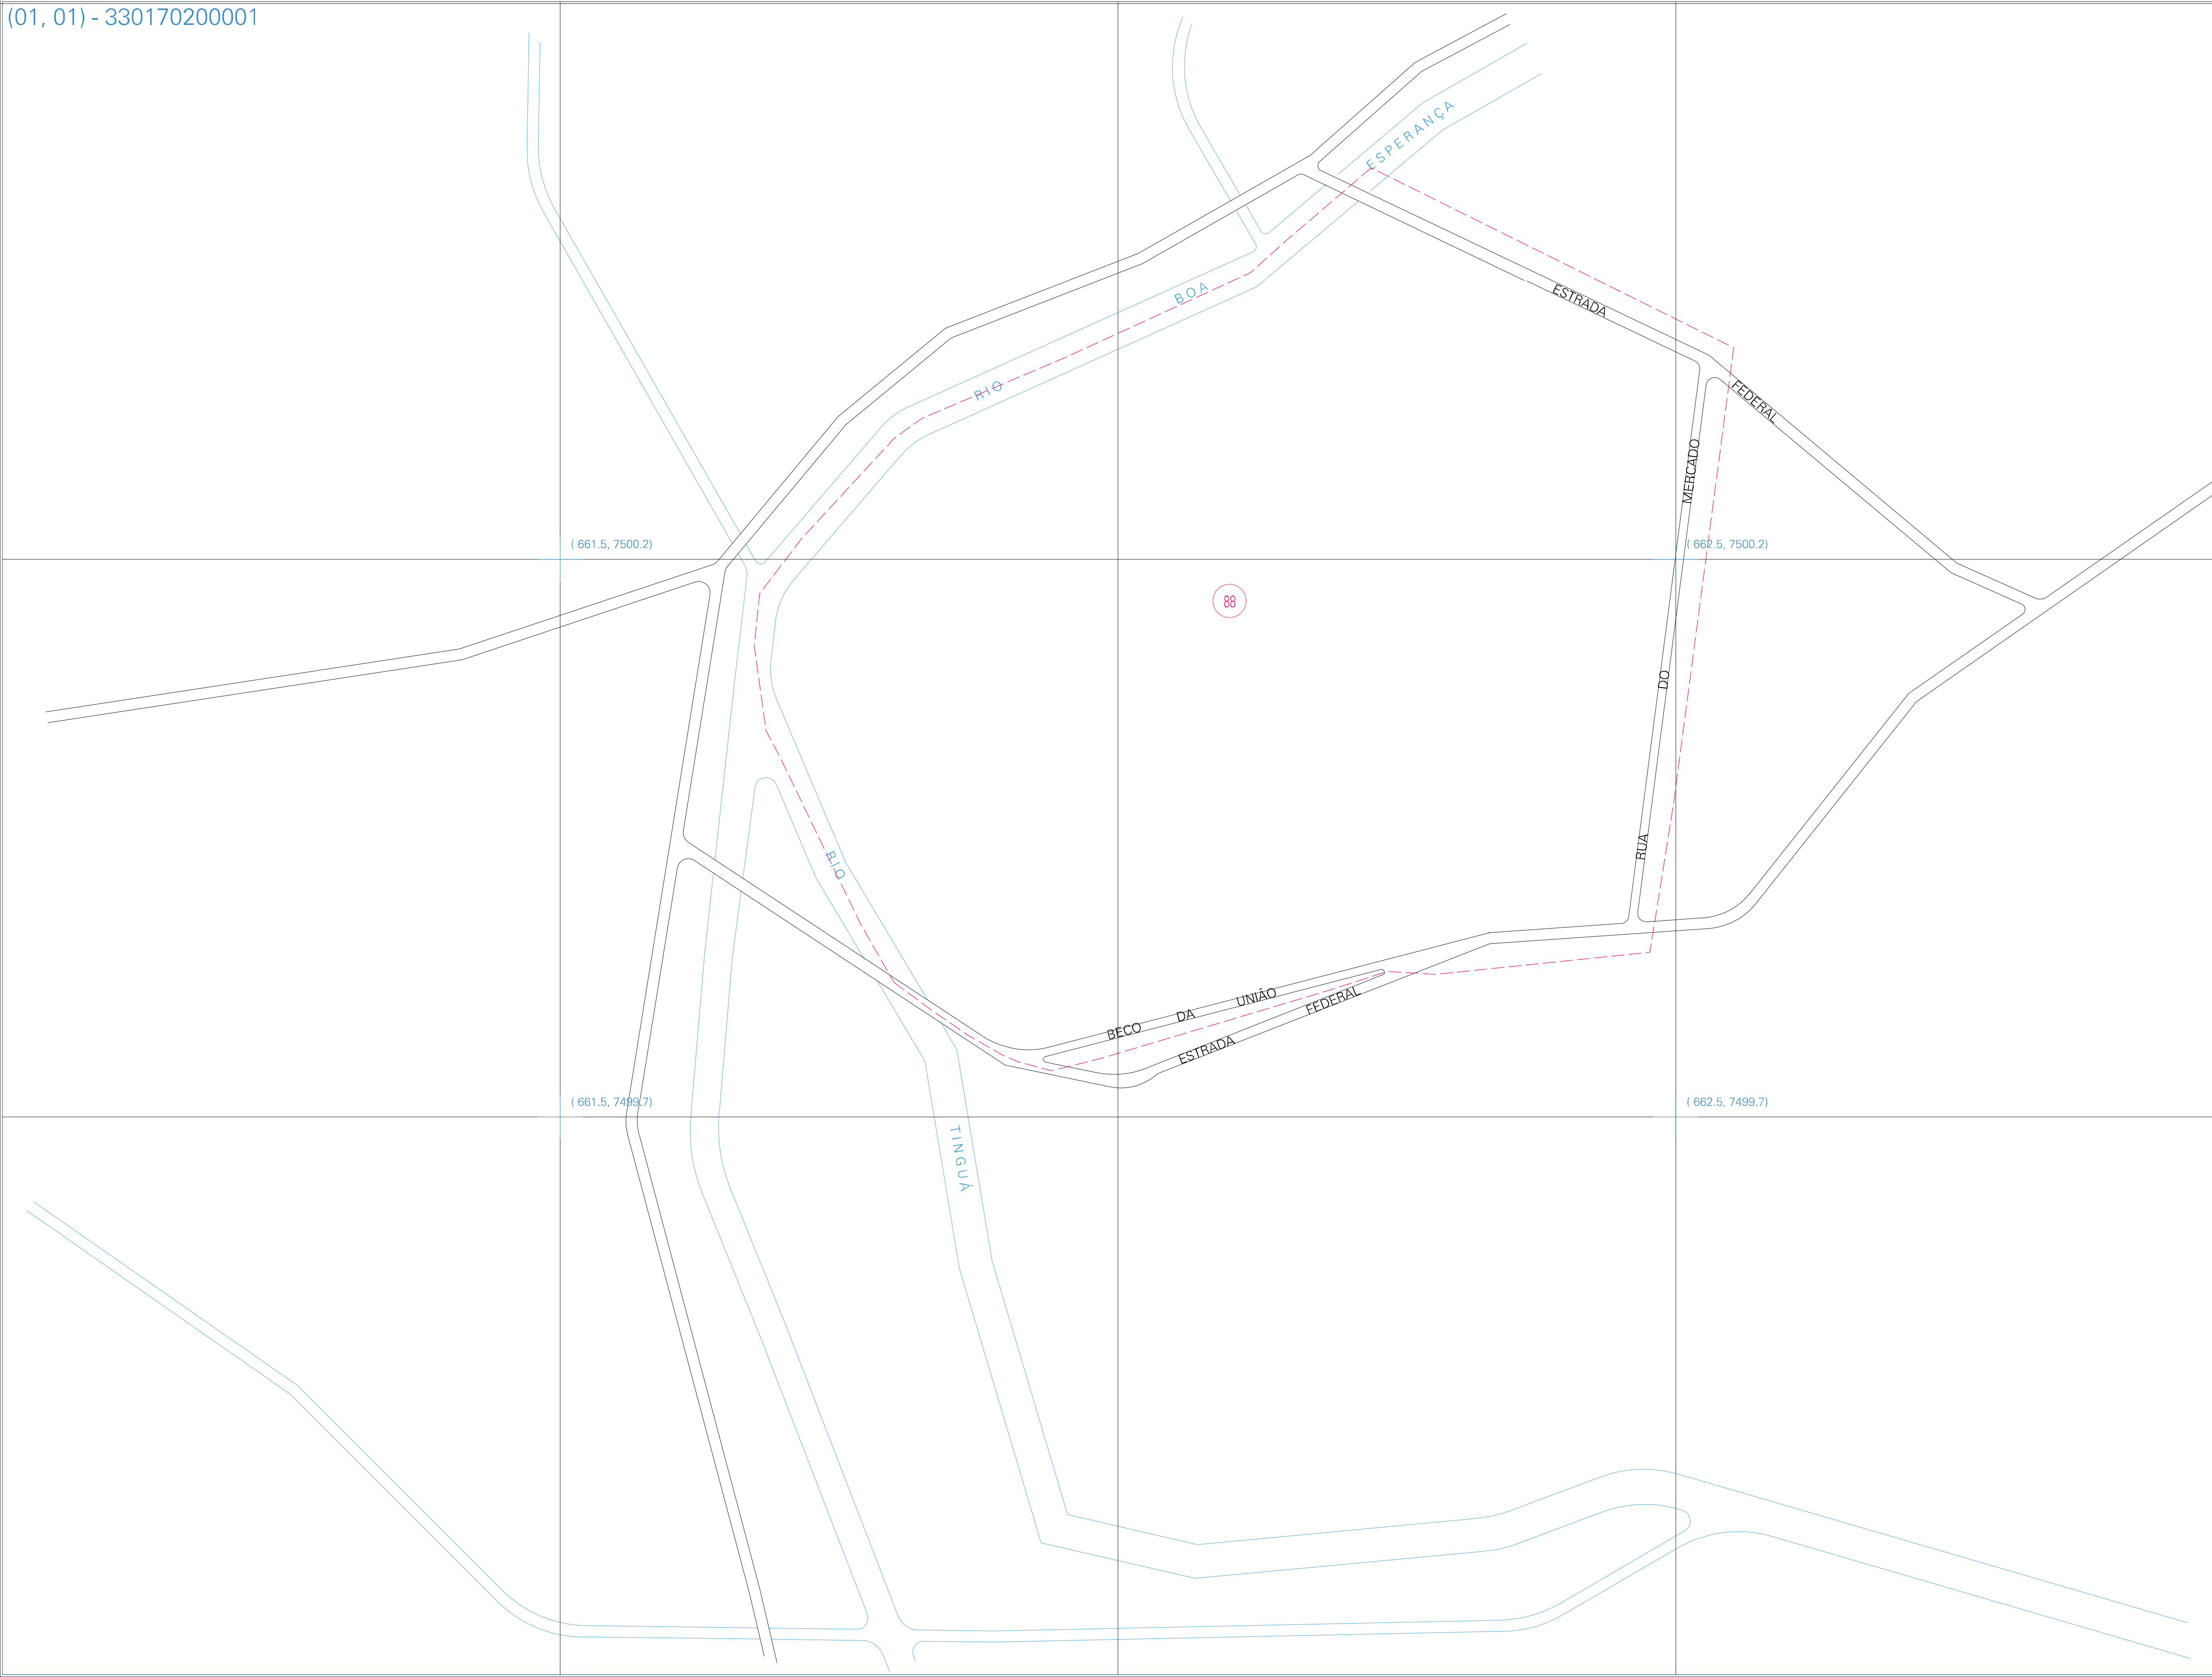 (01, 01) - 330170200001
ESPERANÇA
BOA
RIO
ESTRADA
FEDERAL
MERCADO
( 661.5, 7500.2)
( 662.5, 7500.2)
88
DO
RUA
RIO
UNIÃO
DA
BECO
FEDERAL
ESTRADA
( 661.5, 7499.7)
( 662.5, 7499.7)
TINGUÁ